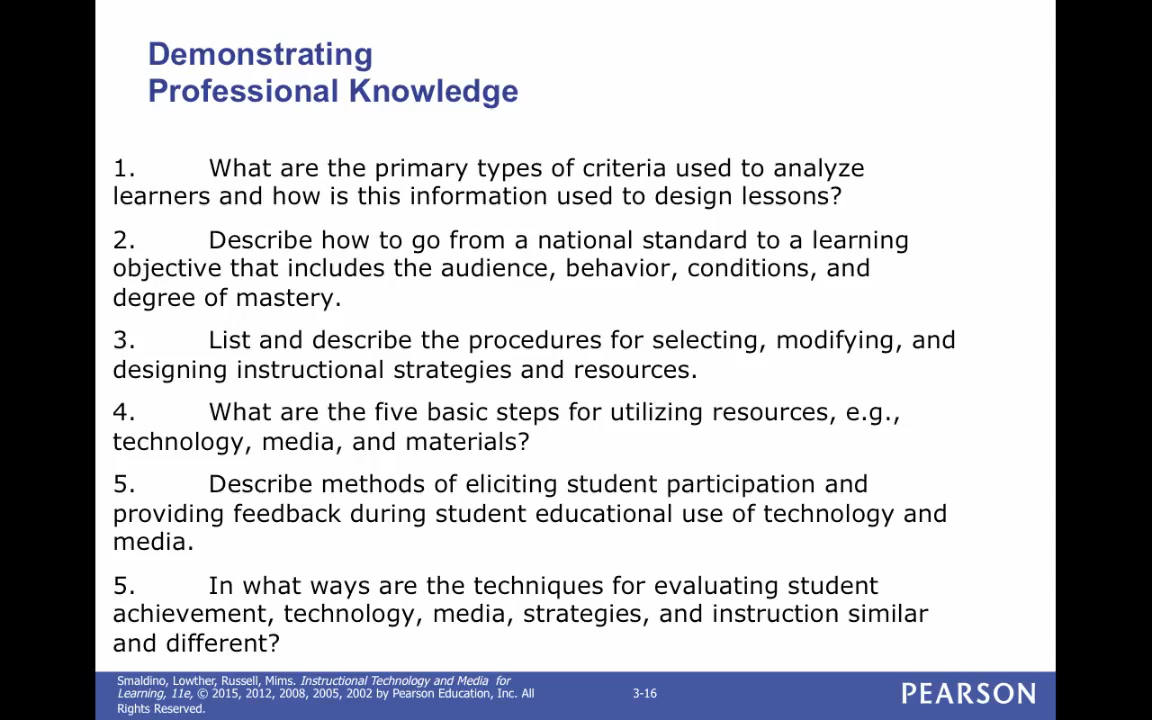 Demonstrating
Professional Knowledge
1. What are the primary types of criteria used to analyze
learners and how is this information used to design lessons?
2. Describe how to go from a national standard to a learning
objective that includes the audience, behavior, conditions, and
degree of mastery.
3. List and describe the procedures for selecting, modifying, and
designing instructional strategies and resources.
4. What are the five basic steps for utilizing resources, e.g.,
technology, media, and materials?
5. Describe methods of eliciting student participation and
providing feedback during student educational use of technology and
media.
5. In what ways are the techniques for evaluating student
achievement, technology, media, strategies, and instruction similar
and different?
Smaldino, Lowther, Russell, Mims. Instructional Technology and Media for
Learning, 11e, © 2015, 2012, 2008, 2005, 2002 by Pearson Education, Inc. All
Rights Reserved.
3-16
PEARSON